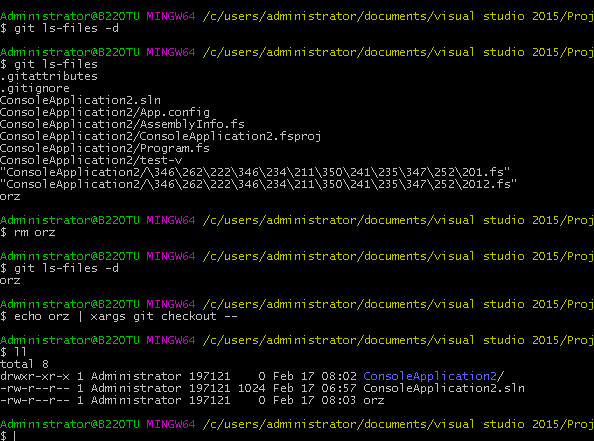 Administrator@B22OTU MINGW64 /c/users/administrator/documents/visual studio 2015/Proj
$ git ls-files -d
Administrator@B22OTU MINGW64 /c/users/administrator/documents/visual studio 2015/Proj
$ git ls-files
.gitattributes
.gitignore
ConsoleApplication2.sln
ConsoleApplication2/App.config
ConsoleApplication2/AssemblyInfo.fs
ConsoleApplication2/ConsoleApplication2.fsproj
ConsoleApplication2/Program.fs
ConsoleApplication2/test-v
"ConsoleApplication2/\346\262\222\346\234\211\350\241\235\347\252\201.fs"
"ConsoleApplication2/\346\262\222\346\234\211\350\241\235\347\252\2012.fs"
orz
Administrator@B22OTU MINGW64 /c/users/administrator/documents/visual studio 2015/Proj
$ rm orz
Administrator@B22OTU MINGW64 /c/users/administrator/documents/visual studio 2015/Proj
$ git ls-files -d
orz
Administrator@B22OTU MINGW64 /c/users/administrator/documents/visual studio 2015/Proj
$ echo orz | xargs git checkout --
Administrator@B22OTU MINGW64 /c/users/administrator/documents/visual studio 2015/Proj
$ ll
total 8
drwxr-xr-x 1 Administrator 197121    0 Feb 17 08:02 ConsoleApplication2/
-rw-r--r-- 1 Administrator 197121 1024 Feb 17 06:57 ConsoleApplication2.sln
-rw-r--r-- 1 Administrator 197121    0 Feb 17 08:03 orz
Administrator@B22OTU MINGW64 /c/users/administrator/documents/visual studio 2015/Proj
$